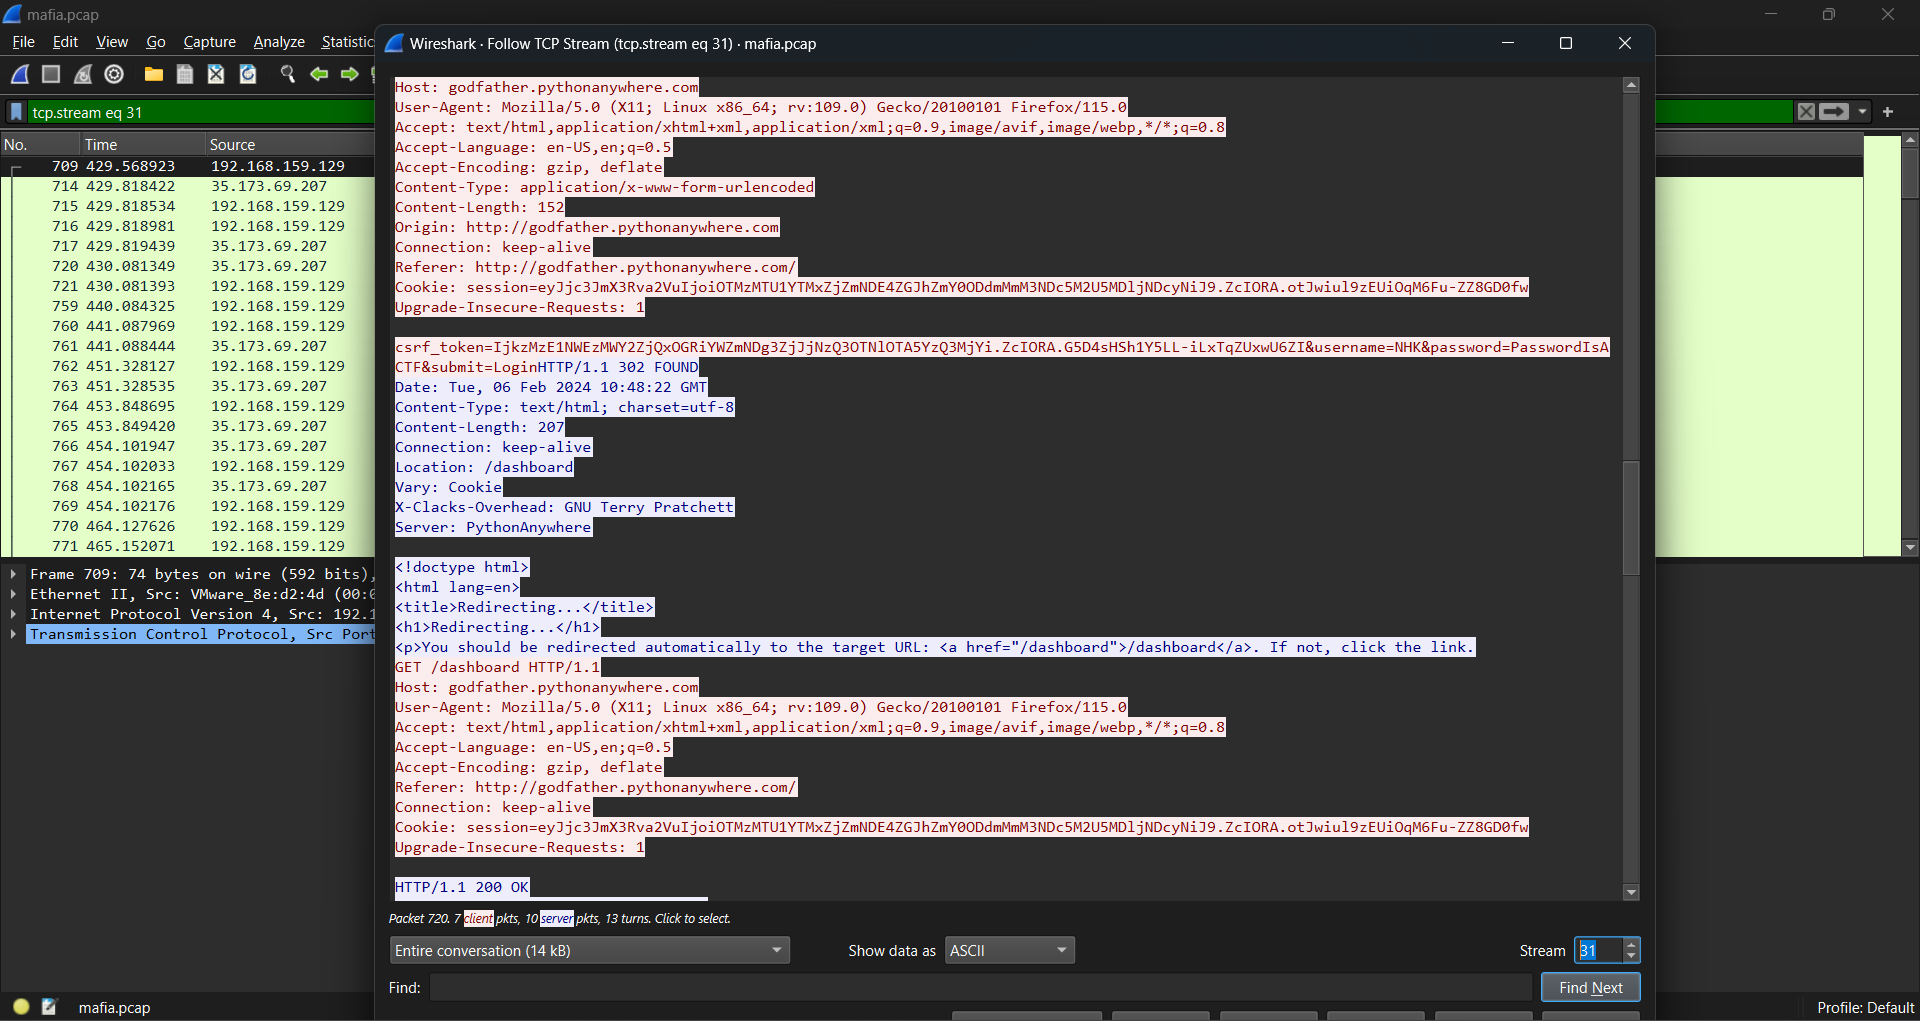 mafia.pcap
File Edit View Go Capture Analyze Statistic
tcp.stream eq 31
No. Time Source
709 429.568923 192.168.159.129
714 429.818422 35.173.69.207
715 429.818534 192.168.159.129
716 429.818981 192.168.159.129
717 429.819439 35.173.69.207
720 430.081349 35.173.69.207
721 430.081393 192.168.159.129
759 440.084325 192.168.159.129
760 441.087969 192.168.159.129
761 441.088444 35.173.69.207
762 451.328127 192.168.159.129
763 451.328535 35.173.69.207
764 453.848695 192.168.159.129
765 453.849420 35.173.69.207
766 454.101947 35.173.69.207
767 454.102033 192.168.159.129
768 454.102165 35.173.69.207
769 454.102176 192.168.159.129
770 464.127626 192.168.159.129
771 465.152071 192.168.159.129
Frame 709: 74 bytes on wire (592 bits),
Ethernet II, Src: VMware_8e:d2:4d (00:0
Internet Protocol Version 4, Src: 192.1
Transmission Control Protocol, Src Port
Wireshark · Follow TCP Stream (tcp.stream eq 31) · mafia.pcap
Host: godfather.pythonanywhere.com
User-Agent: Mozilla/5.0 (X11; Linux x86_64; rv:109.0) Gecko/20100101 Firefox/115.0
Accept: text/html,application/xhtml+xml,application/xml;q=0.9,image/avif,image/webp,*/*;q=0.8
Accept-Language: en-US,en;q=0.5
Accept-Encoding: gzip, deflate
Content-Type: application/x-www-form-urlencoded
Content-Length: 152
Origin: http://godfather.pythonanywhere.com
Connection: keep-alive
Referer: http://godfather.pythonanywhere.com/
Cookie: session=eyJjc3JmX3Rva2VuIjoiOTMzMTU1YTMxZjZmNDE4ZGJhZmY0ODdmMmM3NDc5M2U5MDljNDcyNiJ9.ZcIORA.otJwiul9zEUiOqM6Fu-ZZ8GD0fw
Upgrade-Insecure-Requests: 1
csrf_token=IjkzMzE1NWEzMWY2ZjQxOGRiYWZmNDg3ZjJjNzQ3OTNlOTA5YzQ3MjYi.ZcIORA.G5D4sHSh1Y5LL-iLxTqZUxwU6ZI&username=NHK&password=PasswordIsA
CTF&submit=LoginHTTP/1.1 302 FOUND
Date: Tue, 06 Feb 2024 10:48:22 GMT
Content-Type: text/html; charset=utf-8
Content-Length: 207
Connection: keep-alive
Location: /dashboard
Vary: Cookie
X-Clacks-Overhead: GNU Terry Pratchett
Server: PythonAnywhere
<!doctype html>
<html lang=en>
<title>Redirecting...</title>
<h1>Redirecting...</h1>
<p>You should be redirected automatically to the target URL: <a href="/dashboard">/dashboard</a>. If not, click the link.
GET /dashboard HTTP/1.1
Host: godfather.pythonanywhere.com
User-Agent: Mozilla/5.0 (X11; Linux x86_64; rv:109.0) Gecko/20100101 Firefox/115.0
Accept: text/html,application/xhtml+xml,application/xml;q=0.9,image/avif,image/webp,*/*;q=0.8
Accept-Language: en-US,en;q=0.5
Accept-Encoding: gzip, deflate
Referer: http://godfather.pythonanywhere.com/
Connection: keep-alive
Cookie: session=eyJjc3JmX3Rva2VuIjoiOTMzMTU1YTMxZjZmNDE4ZGJhZmY0ODdmMmM3NDc5M2U5MDljNDcyNiJ9.ZcIORA.otJwiul9zEUiOqM6Fu-ZZ8GD0fw
Upgrade-Insecure-Requests: 1
HTTP/1.1 200 OK
Packet 720. 7 client pkts, 10 server pkts, 13 turns. Click to select.
Entire conversation (14 kB) Show data as ASCII Stream 31
Find: Find Next
mafia.pcap Profile: Default